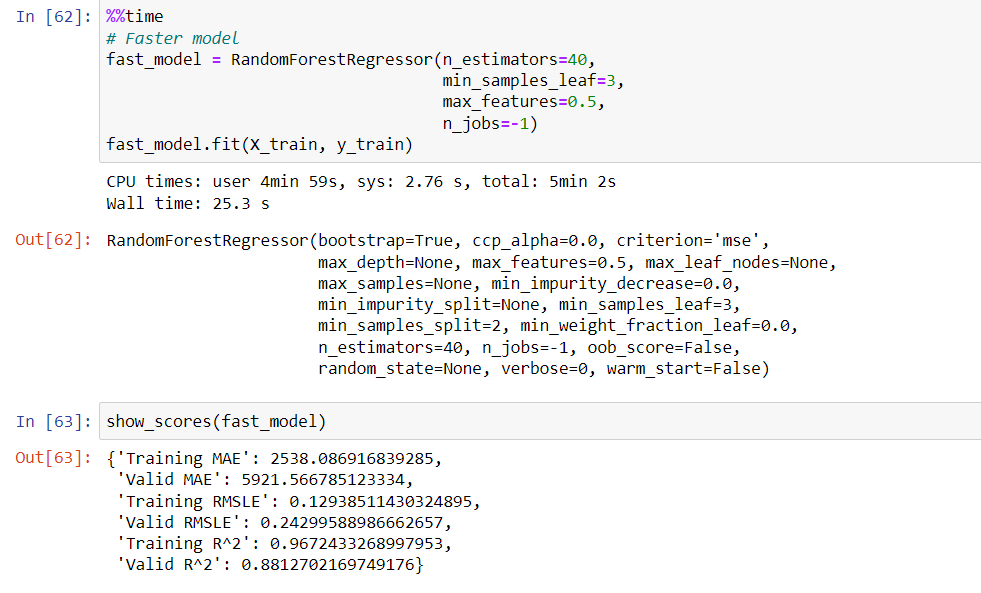 In [62]: %%time
# Faster model
fast_model = RandomForestRegressor(n_estimators=40,
min_samples_leaf=3,
max_features=0.5,
n_jobs=-1)
fast_model.fit(X_train, y_train)
CPU times: user 4min 59s, sys: 2.76 s, total: 5min 2s
Wall time: 25.3 s
Out[62]: RandomForestRegressor(bootstrap=True, ccp_alpha=0.0, criterion='mse',
max_depth=None, max_features=0.5, max_leaf_nodes=None,
max_samples=None, min_impurity_decrease=0.0,
min_impurity_split=None, min_samples_leaf=3,
min_samples_split=2, min_weight_fraction_leaf=0.0,
n_estimators=40, n_jobs=-1, oob_score=False,
random_state=None, verbose=0, warm_start=False)
In [63]: show_scores(fast_model)
Out[63]: {'Training MAE': 2538.086916839285,
'Valid MAE': 5921.566785123334,
'Training RMSLE': 0.12938511430324895,
'Valid RMSLE': 0.24299588986662657,
'Training R^2': 0.9672433268997953,
'Valid R^2': 0.8812702169749176}